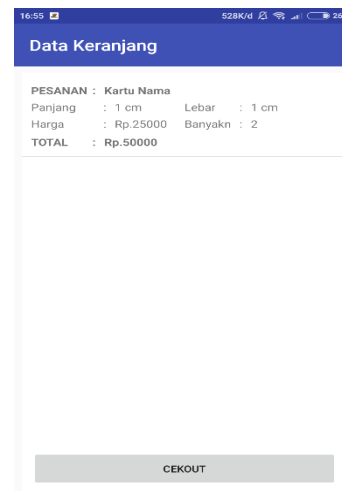 16:55 528K/d 26
Data Keranjang
PESANAN : Kartu Nama
Panjang : 1 cm Lebar : 1 cm
Harga : Rp.25000 Banyakn : 2
TOTAL : Rp.50000
CEKOUT